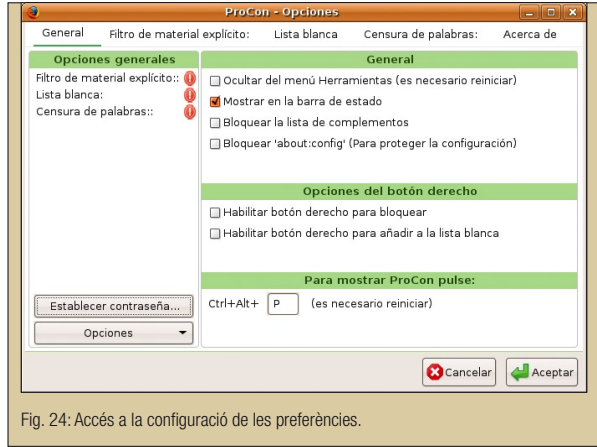 ProCon - Opciones
General Filtro de material explícito: Lista blanca Censura de palabras: Acerca de
Opciones generales
Filtro de material explícito::
Lista blanca:
Censura de palabras::
Establecer contraseña...
Opciones
General
Ocultar del menú Herramientas (es necesario reiniciar)
Mostrar en la barra de estado
Bloquear la lista de complementos
Bloquear 'about:config' (Para proteger la configuración)
Opciones del botón derecho
Habilitar botón derecho para bloquear
Habilitar botón derecho para añadir a la lista blanca
Para mostrar ProCon pulse:
Ctrl+Alt+ P (es necesario reiniciar)
Cancelar Aceptar
Fig. 24: Accés a la configuració de les preferències.